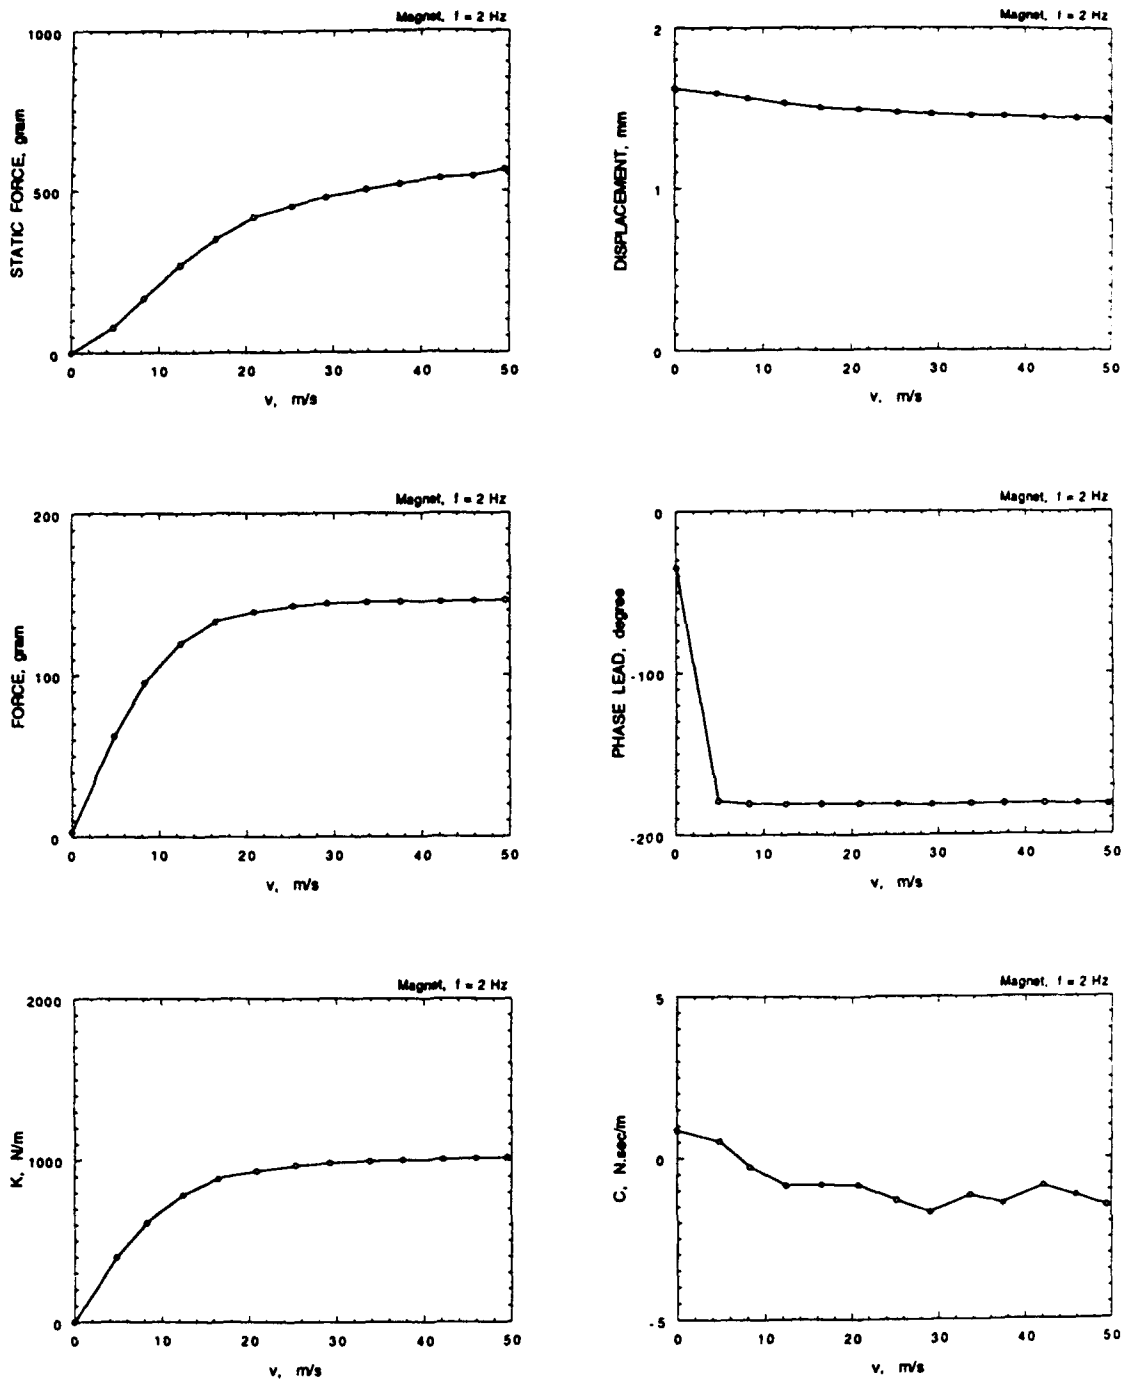 Magnet, f = 2 Hz
1000
500
0
STATIC FORCE, gram
0 10 20 30 40 50
v, m/s
Magnet, f = 2 Hz
2
1
0
DISPLACEMENT, mm
0 10 20 30 40 50
v, m/s
Magnet, f = 2 Hz
200
100
0
FORCE, gram
0 10 20 30 40 50
v, m/s
Magnet, f = 2 Hz
0
-100
-200
PHASE LEAD, degree
0 10 20 30 40 50
v, m/s
Magnet, f = 2 Hz
2000
1000
0
K, N/m
0 10 20 30 40 50
v, m/s
Magnet, f = 2 Hz
5
0
-5
C, N.sec/m
0 10 20 30 40 50
v, m/s